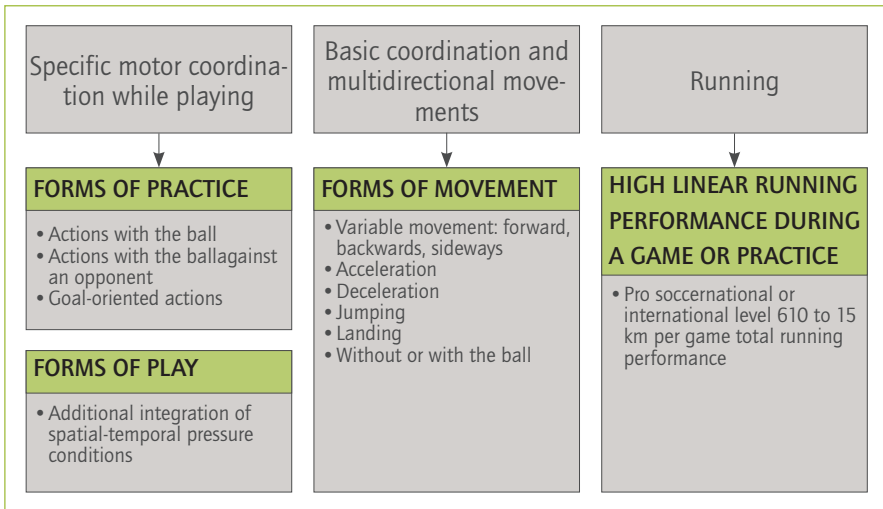 Specific motor coordina-
tion while playing
FORMS OF PRACTICE
• Actions with the ball
• Actions with the ballagainst
an opponent
• Goal-oriented actions
FORMS OF PLAY
• Additional integration of
spatial-temporal pressure
conditions
Basic coordination and
multidirectional move-
ments
FORMS OF MOVEMENT
• Variable movement: forward,
backwards, sideways
• Acceleration
• Deceleration
• Jumping
• Landing
• Without or with the ball
Running
HIGH LINEAR RUNNING
PERFORMANCE DURING
A GAME OR PRACTICE
• Pro soccernational or
international level 610 to 15
km per game total running
performance